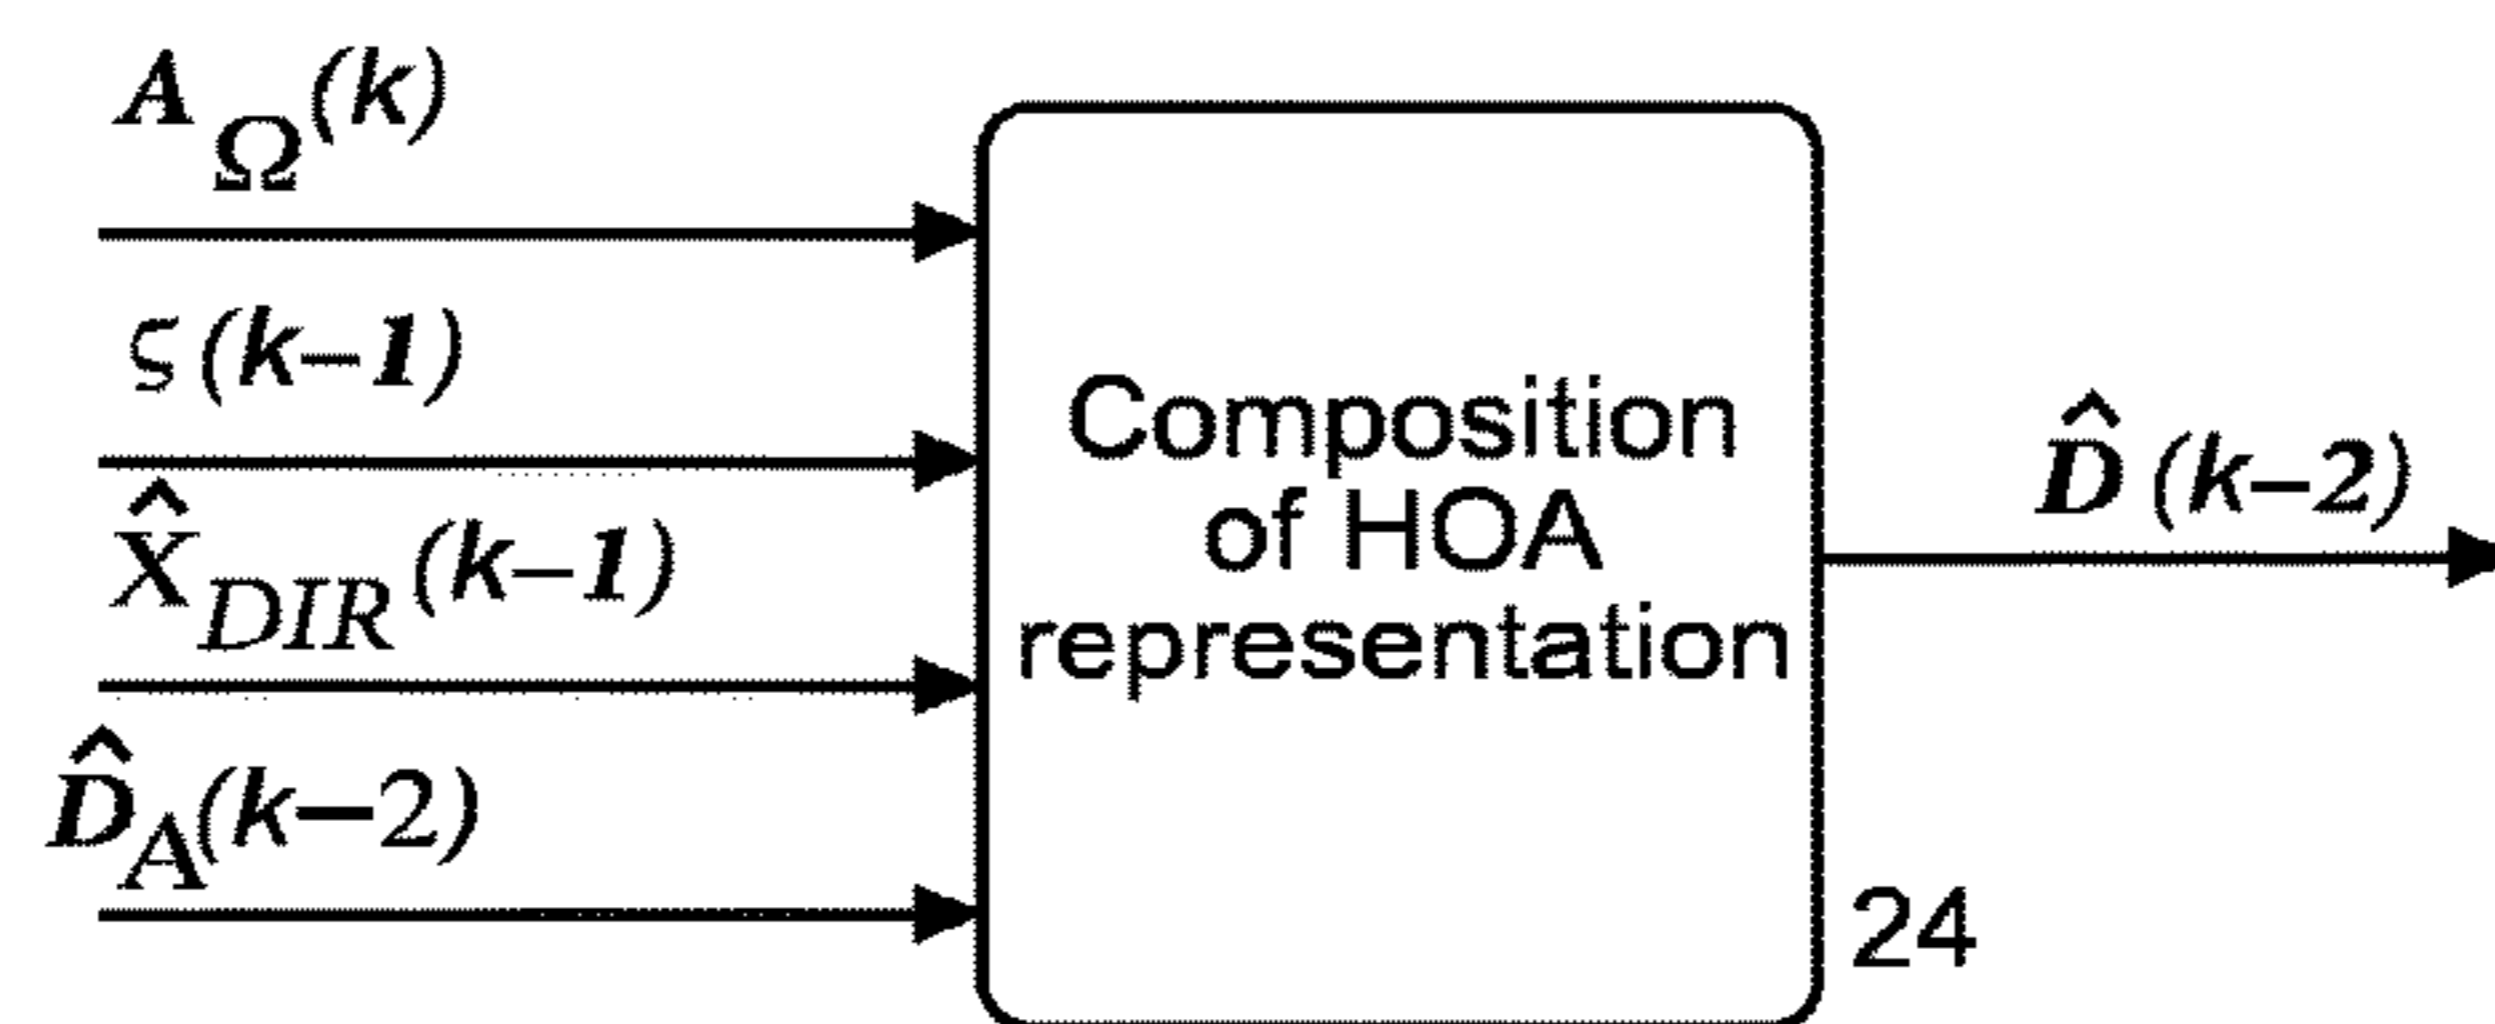 A_Ω(k)
ς(k–1)
X̂_DIR(k–1)
D̂_A(k–2)
Composition
of HOA
representation
D̂(k–2)
24